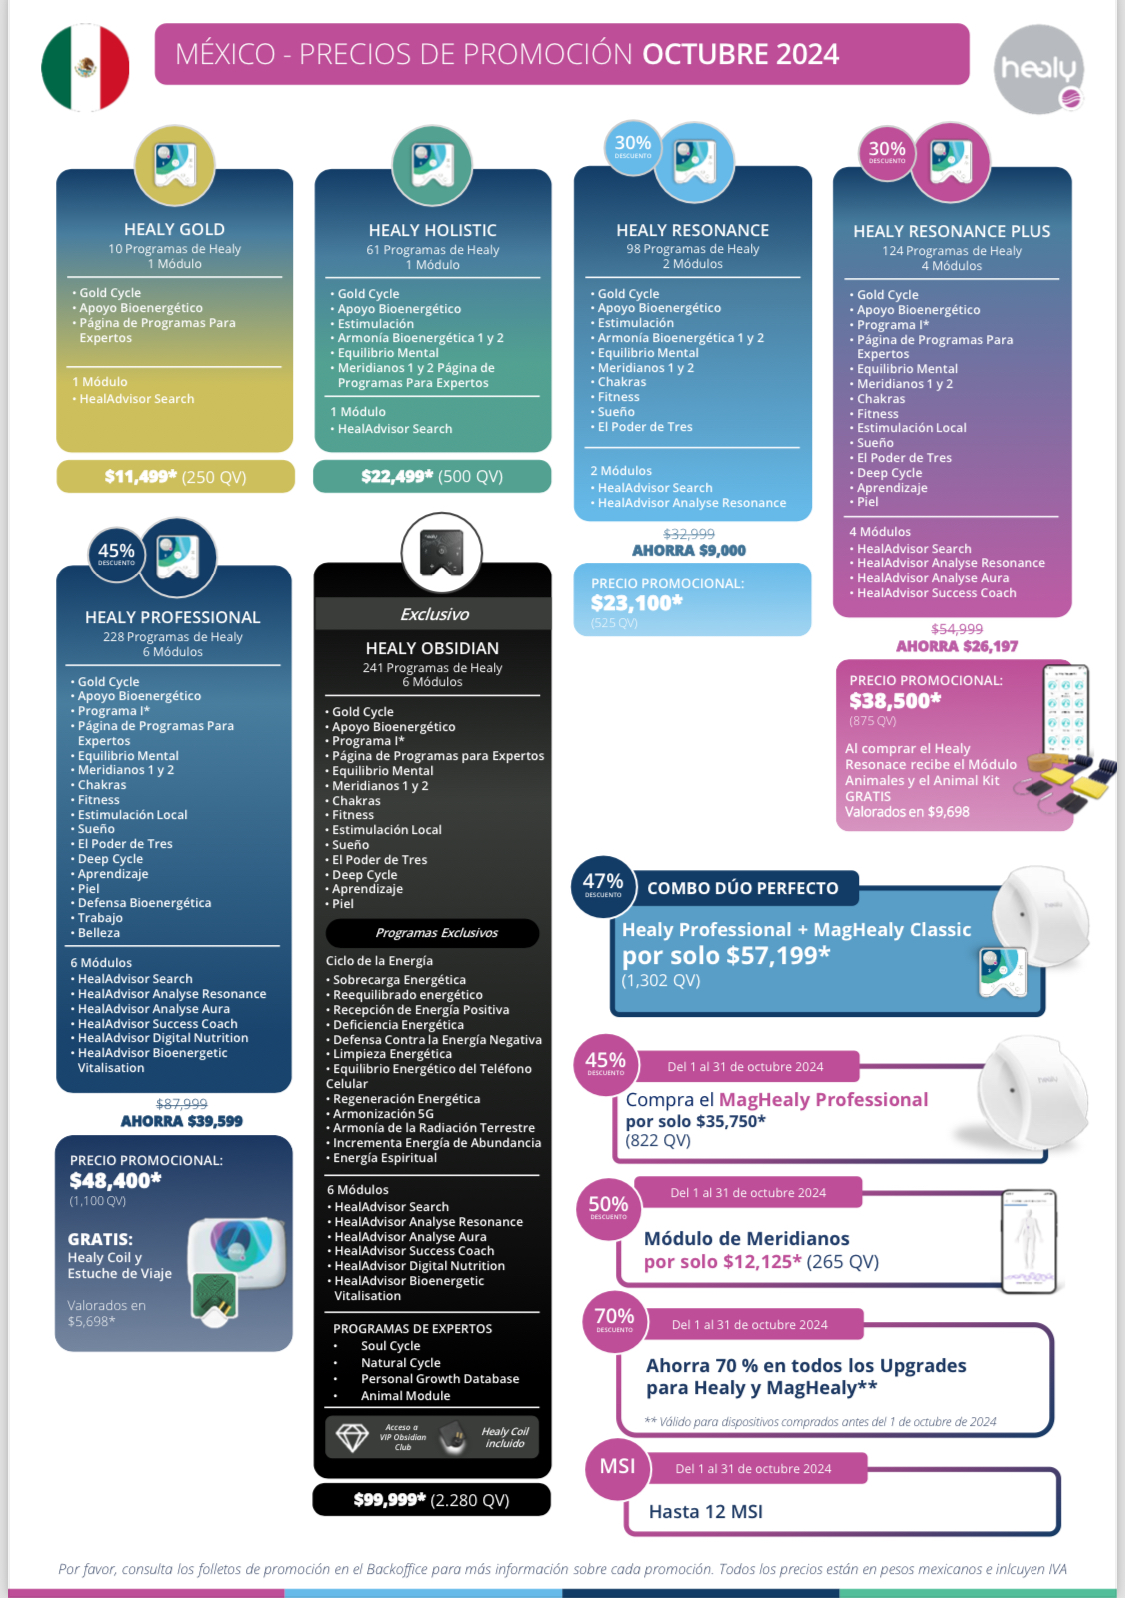 MÉXICO - PRECIOS DE PROMOCIÓN OCTUBRE 2024
healy
HEALY GOLD
10 Programas de Healy
1 Módulo
• Gold Cycle
• Apoyo Bioenergético
• Página de Programas Para
Expertos
1 Módulo
• HealAdvisor Search
$11,499* (250 QV)
HEALY HOLISTIC
61 Programas de Healy
1 Módulo
• Gold Cycle
• Apoyo Bioenergético
• Estimulación
• Armonía Bioenergética 1 y 2
• Equilibrio Mental
• Meridianos 1 y 2 Página de
Programas Para Expertos
1 Módulo
• HealAdvisor Search
$22,499* (500 QV)
30%
DESCUENTO
HEALY RESONANCE
98 Programas de Healy
2 Módulos
• Gold Cycle
• Apoyo Bioenergético
• Estimulación
• Armonía Bioenergética 1 y 2
• Equilibrio Mental
• Meridianos 1 y 2
• Chakras
• Fitness
• Sueño
• El Poder de Tres
2 Módulos
• HealAdvisor Search
• HealAdvisor Analyse Resonance
$32,999
AHORRA $9,000
PRECIO PROMOCIONAL:
$23,100*
(525 QV)
30%
DESCUENTO
HEALY RESONANCE PLUS
124 Programas de Healy
4 Módulos
• Gold Cycle
• Apoyo Bioenergético
• Programa I*
• Página de Programas Para
Expertos
• Equilibrio Mental
• Meridianos 1 y 2
• Chakras
• Fitness
• Estimulación Local
• Sueño
• El Poder de Tres
• Deep Cycle
• Aprendizaje
• Piel
4 Módulos
• HealAdvisor Search
• HealAdvisor Analyse Resonance
• HealAdvisor Analyse Aura
• HealAdvisor Success Coach
$54,999
AHORRA $26,197
PRECIO PROMOCIONAL:
$38,500*
(875 QV)
Al comprar el Healy
Resonace recibe el Módulo
Animales y el Animal Kit
GRATIS
Valorados en $9,698
45%
DESCUENTO
HEALY PROFESSIONAL
228 Programas de Healy
6 Módulos
• Gold Cycle
• Apoyo Bioenergético
• Programa I*
• Página de Programas Para
Expertos
• Equilibrio Mental
• Meridianos 1 y 2
• Chakras
• Fitness
• Estimulación Local
• Sueño
• El Poder de Tres
• Deep Cycle
• Aprendizaje
• Piel
• Defensa Bioenergética
• Trabajo
• Belleza
6 Módulos
• HealAdvisor Search
• HealAdvisor Analyse Resonance
• HealAdvisor Analyse Aura
• HealAdvisor Success Coach
• HealAdvisor Digital Nutrition
• HealAdvisor Bioenergetic
Vitalisation
$87,999
AHORRA $39,599
PRECIO PROMOCIONAL:
$48,400*
(1,100 QV)
GRATIS:
Healy Coil y
Estuche de Viaje
Valorados en
$5,698*
healy
Exclusivo
HEALY OBSIDIAN
241 Programas de Healy
6 Módulos
• Gold Cycle
• Apoyo Bioenergético
• Programa I*
• Página de Programas para Expertos
• Equilibrio Mental
• Meridianos 1 y 2
• Chakras
• Fitness
• Estimulación Local
• Sueño
• El Poder de Tres
• Deep Cycle
• Aprendizaje
• Piel
Programas Exclusivos
Ciclo de la Energía
• Sobrecarga Energética
• Reequilibrado energético
• Recepción de Energía Positiva
• Deficiencia Energética
• Defensa Contra la Energía Negativa
• Limpieza Energética
• Equilibrio Energético del Teléfono
Celular
• Regeneración Energética
• Armonización 5G
• Armonía de la Radiación Terrestre
• Incrementa Energía de Abundancia
• Energía Espiritual
6 Módulos
• HealAdvisor Search
• HealAdvisor Analyse Resonance
• HealAdvisor Analyse Aura
• HealAdvisor Success Coach
• HealAdvisor Digital Nutrition
• HealAdvisor Bioenergetic
Vitalisation
PROGRAMAS DE EXPERTOS
• Soul Cycle
• Natural Cycle
• Personal Growth Database
• Animal Module
Acceso a
VIP Obsidian
Club
Healy Coil
incluido
$99,999* (2.280 QV)
47%
DESCUENTO
COMBO DÚO PERFECTO
Healy Professional + MagHealy Classic
por solo $57,199*
(1,302 QV)
healy
45%
DESCUENTO
Del 1 al 31 de octubre 2024
Compra el MagHealy Professional
por solo $35,750*
(822 QV)
healy
50%
DESCUENTO
Del 1 al 31 de octubre 2024
Módulo de Meridianos
por solo $12,125* (265 QV)
70%
DESCUENTO
Del 1 al 31 de octubre 2024
Ahorra 70 % en todos los Upgrades
para Healy y MagHealy**
** Válido para dispositivos comprados antes del 1 de octubre de 2024
MSI
Del 1 al 31 de octubre 2024
Hasta 12 MSI
Por favor, consulta los folletos de promoción en el Backoffice para más información sobre cada promoción. Todos los precios están en pesos mexicanos e inlcuyen IVA